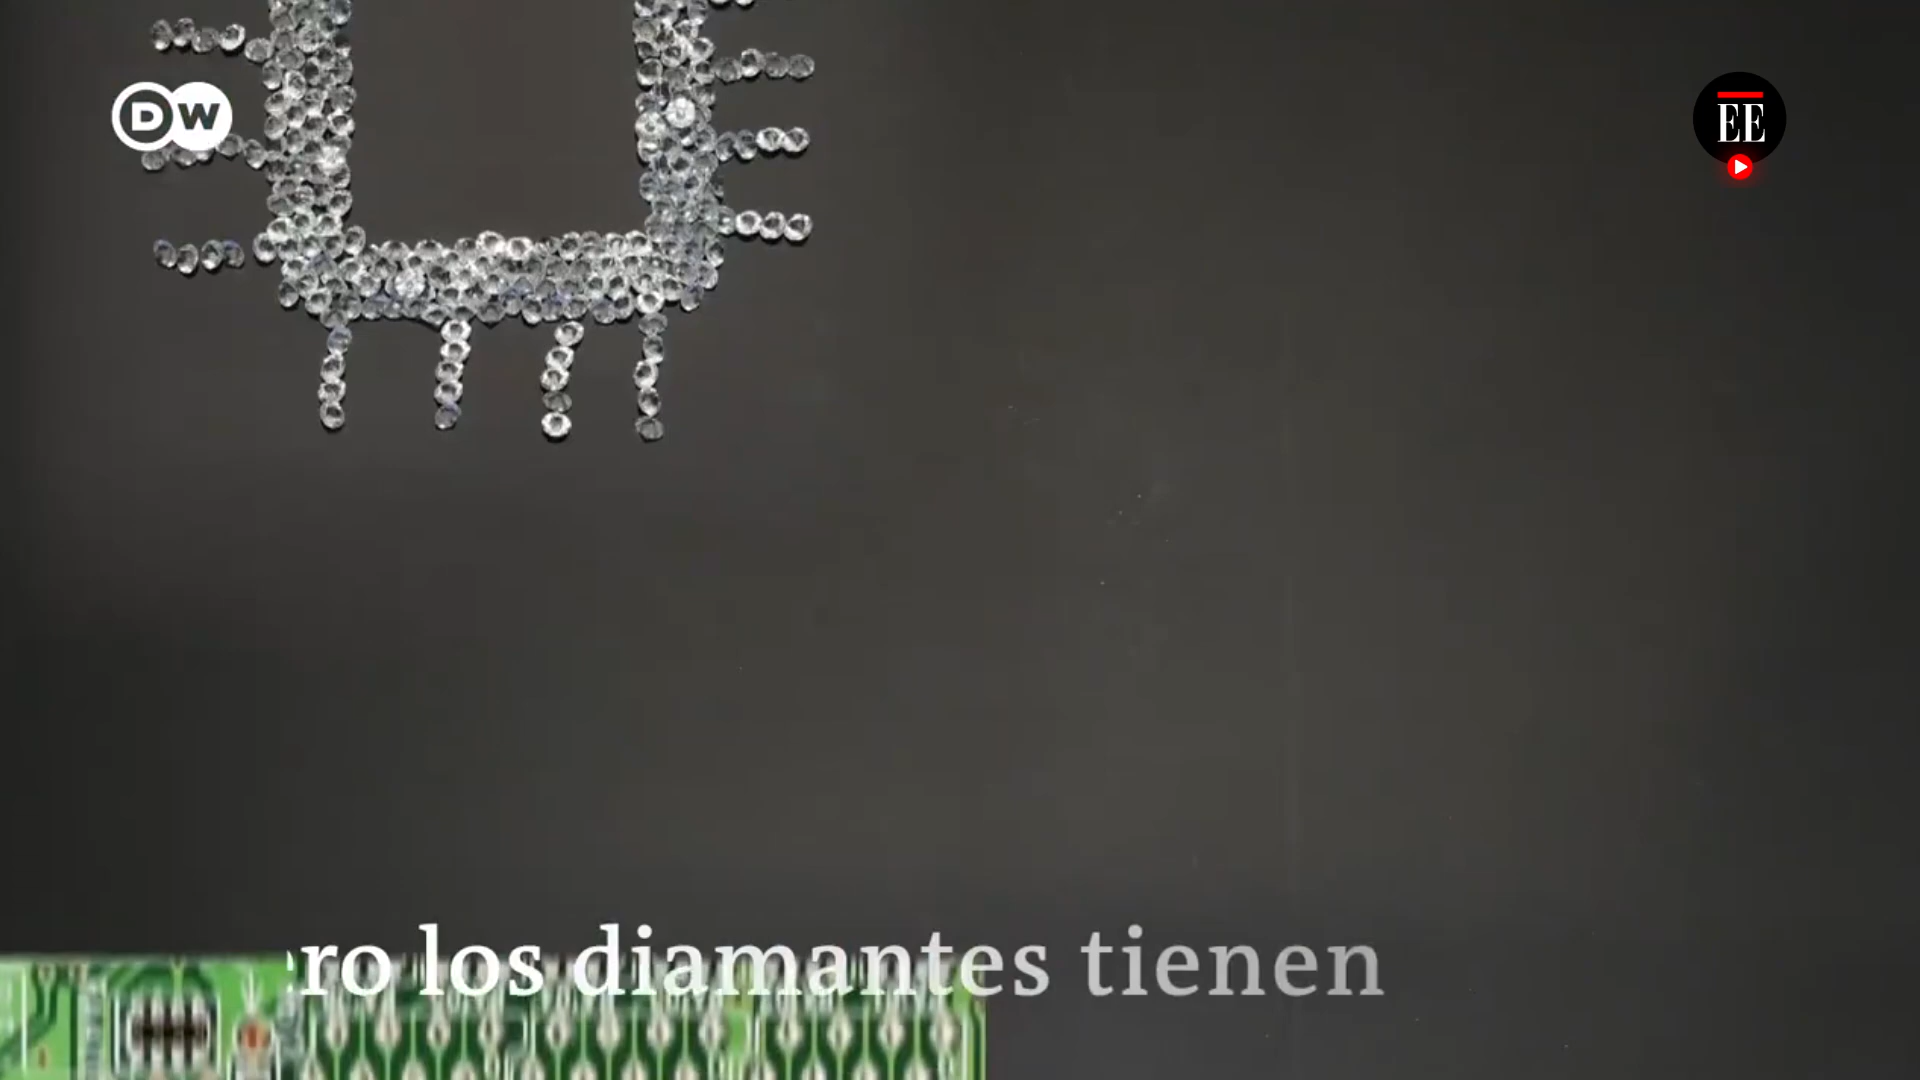 DW
EE
ro los diamantes tienen